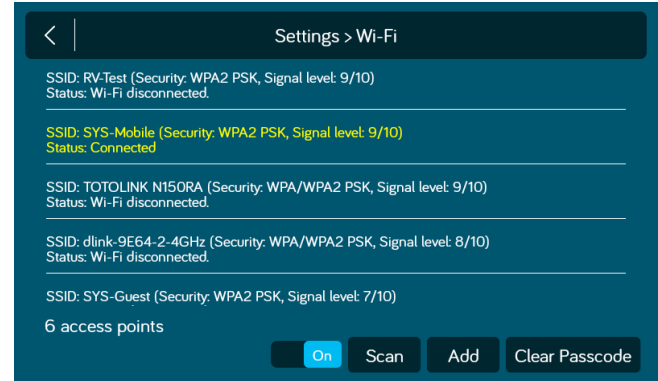 Settings > Wi-Fi
SSID: RV-Test (Security: WPA2 PSK, Signal level: 9/10)
Status: Wi-Fi disconnected.
SSID: SYS-Mobile (Security: WPA2 PSK, Signal level: 9/10)
Status: Connected
SSID: TOTOLINK N150RA (Security: WPA/WPA2 PSK, Signal level: 9/10)
Status: Wi-Fi disconnected.
SSID: dlink-9E64-2-4GHz (Security: WPA/WPA2 PSK, Signal level: 8/10)
Status: Wi-Fi disconnected.
SSID: SYS-Guest (Security: WPA2 PSK, Signal level: 7/10)
6 access points
On Scan Add Clear Passcode